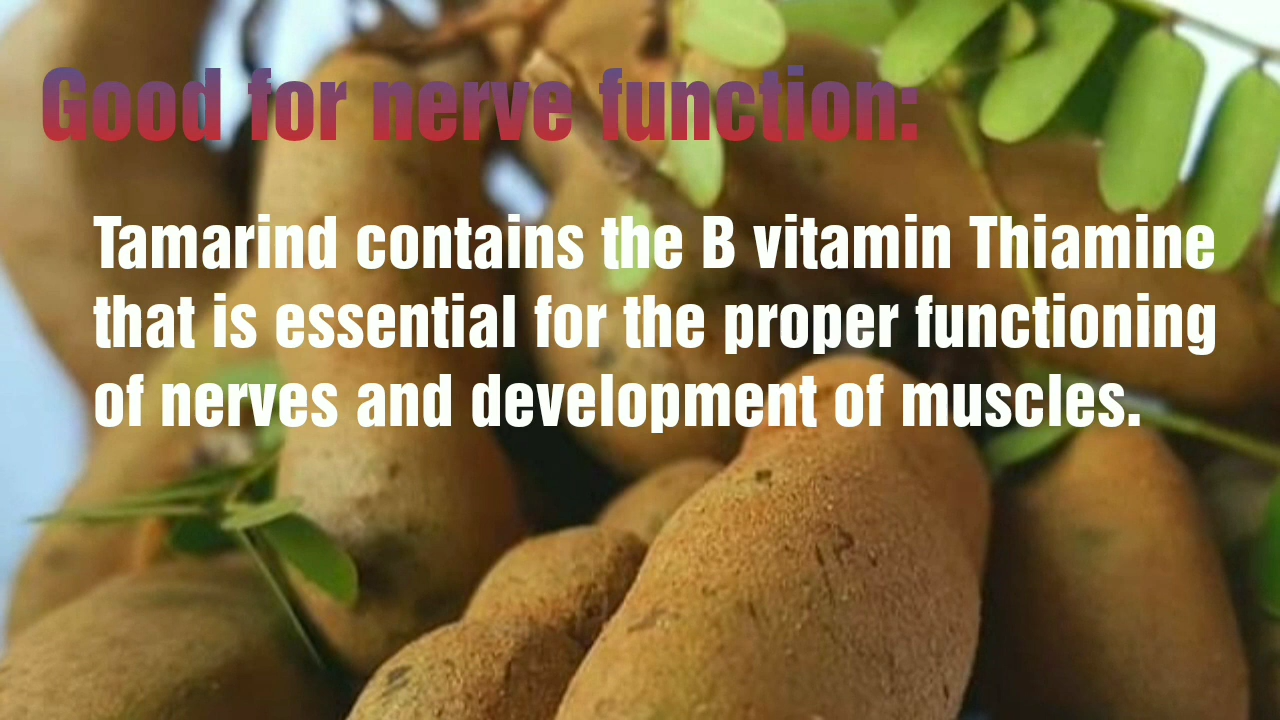 Good for nerve function:
Tamarind contains the B vitamin Thiamine
that is essential for the proper functioning
of nerves and development of muscles.